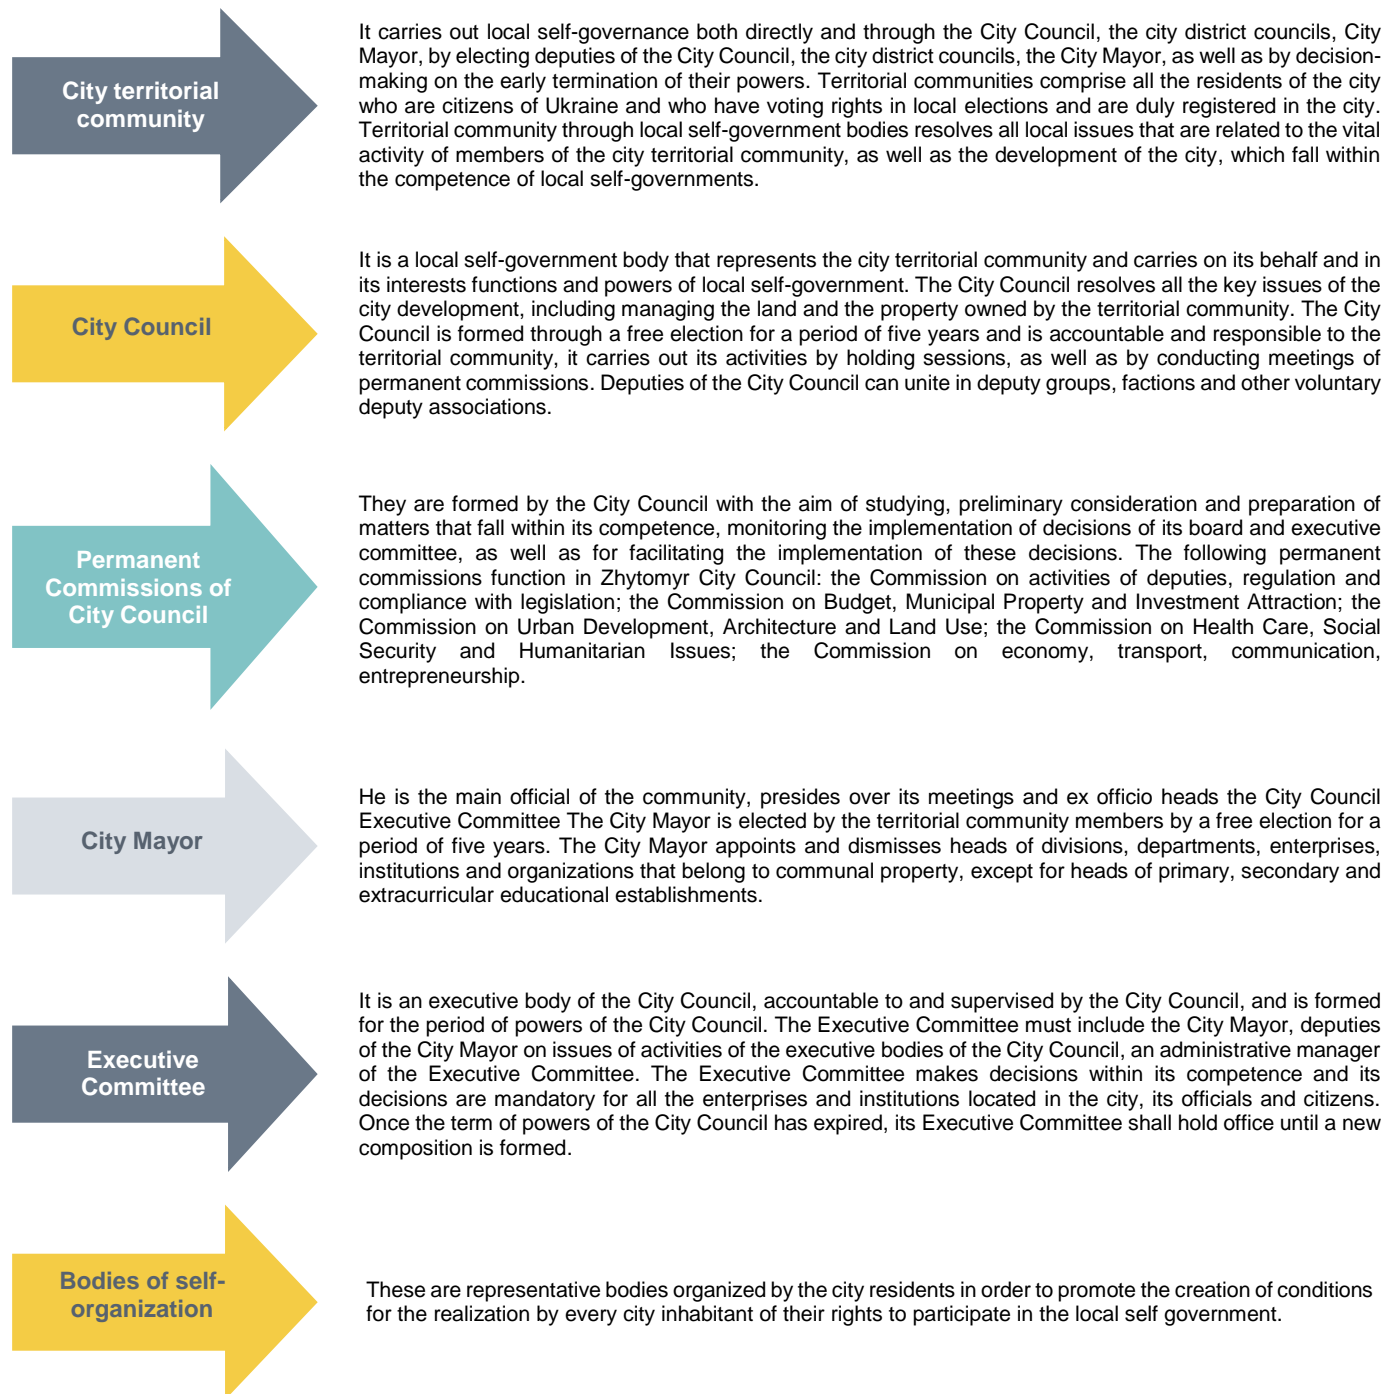 City territorial
community
It carries out local self-governance both directly and through the City Council, the city district councils, City
Mayor, by electing deputies of the City Council, the city district councils, the City Mayor, as well as by decision-
making on the early termination of their powers. Territorial communities comprise all the residents of the city
who are citizens of Ukraine and who have voting rights in local elections and are duly registered in the city.
Territorial community through local self-government bodies resolves all local issues that are related to the vital
activity of members of the city territorial community, as well as the development of the city, which fall within
the competence of local self-governments.
City Council
It is a local self-government body that represents the city territorial community and carries on its behalf and in
its interests functions and powers of local self-government. The City Council resolves all the key issues of the
city development, including managing the land and the property owned by the territorial community. The City
Council is formed through a free election for a period of five years and is accountable and responsible to the
territorial community, it carries out its activities by holding sessions, as well as by conducting meetings of
permanent commissions. Deputies of the City Council can unite in deputy groups, factions and other voluntary
deputy associations.
Permanent
Commissions of
City Council
They are formed by the City Council with the aim of studying, preliminary consideration and preparation of
matters that fall within its competence, monitoring the implementation of decisions of its board and executive
committee, as well as for facilitating the implementation of these decisions. The following permanent
commissions function in Zhytomyr City Council: the Commission on activities of deputies, regulation and
compliance with legislation; the Commission on Budget, Municipal Property and Investment Attraction; the
Commission on Urban Development, Architecture and Land Use; the Commission on Health Care, Social
Security and Humanitarian Issues; the Commission on economy, transport, communication,
entrepreneurship.
City Mayor
He is the main official of the community, presides over its meetings and ex officio heads the City Council
Executive Committee The City Mayor is elected by the territorial community members by a free election for a
period of five years. The City Mayor appoints and dismisses heads of divisions, departments, enterprises,
institutions and organizations that belong to communal property, except for heads of primary, secondary and
extracurricular educational establishments.
Executive
Committee
It is an executive body of the City Council, accountable to and supervised by the City Council, and is formed
for the period of powers of the City Council. The Executive Committee must include the City Mayor, deputies
of the City Mayor on issues of activities of the executive bodies of the City Council, an administrative manager
of the Executive Committee. The Executive Committee makes decisions within its competence and its
decisions are mandatory for all the enterprises and institutions located in the city, its officials and citizens.
Once the term of powers of the City Council has expired, its Executive Committee shall hold office until a new
composition is formed.
Bodies of self-
organization
These are representative bodies organized by the city residents in order to promote the creation of conditions
for the realization by every city inhabitant of their rights to participate in the local self government.